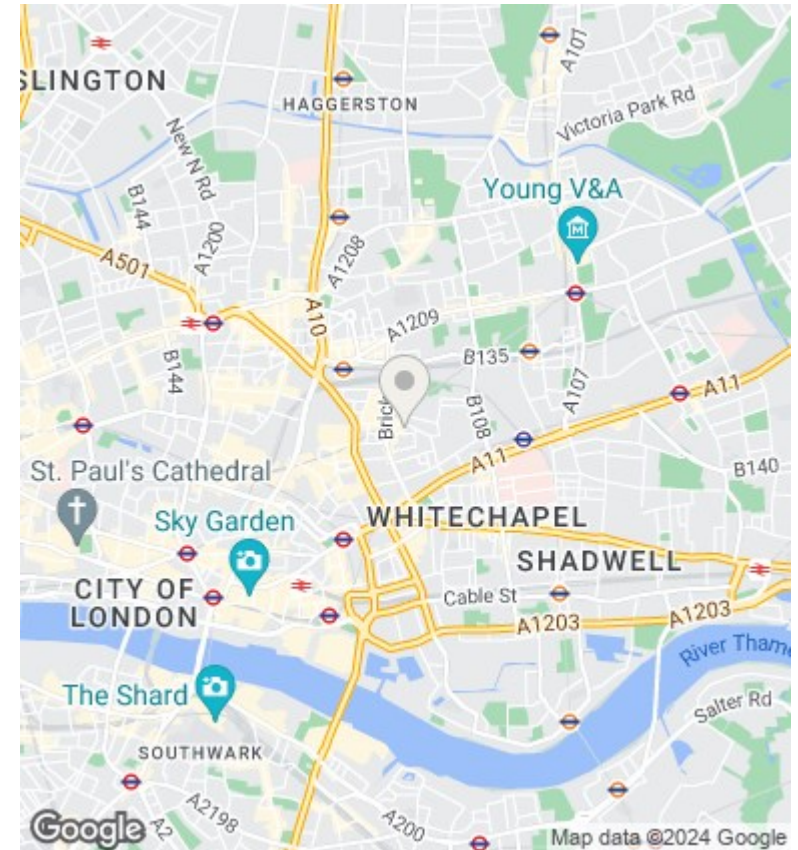 SLINGTON
HAGGERSTON
A101
Victoria Park Rd
New N Rd
Young V&A
B144
A1200
A1208
A501
A10
A1209
B135
B144
A107
A11
Brick
B108
A11
B140
St. Paul's Cathedral
WHITECHAPEL
Sky Garden
SHADWELL
CITY OF
LONDON
Cable St
A1203
A1203
River Thame
The Shard
Salter Rd
SOUTHWARK
A2198
A2
A200
Google
Map data ©2024 Google